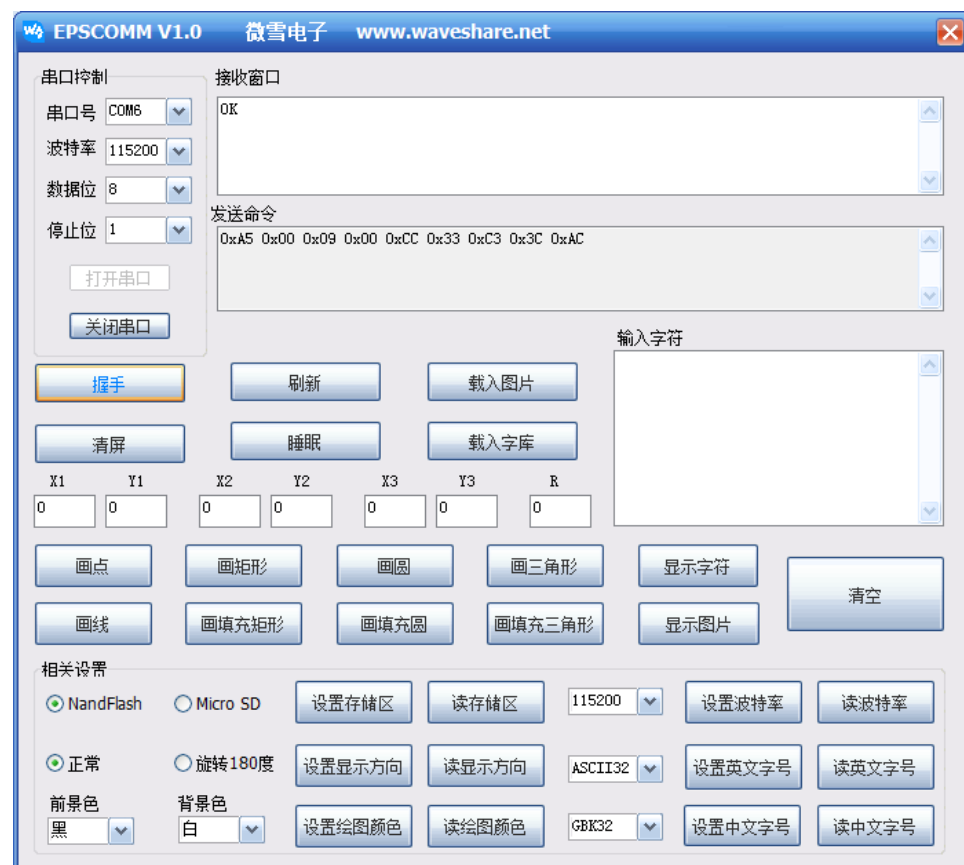 EPSCOMM V1.0 微雪电子 www.waveshare.net
串口控制
串口号 COM6
波特率 115200
数据位 8
停止位 1
打开串口
关闭串口
接收窗口
OK
发送命令
0xA5 0x00 0x09 0x00 0xCC 0x33 0xC3 0x3C 0xAC
输入字符
握手 刷新 载入图片
清屏 睡眠 载入字库
X1 Y1 X2 Y2 X3 Y3 R
0 0 0 0 0 0 0
画点 画矩形 画圆 画三角形 显示字符
清空
画线 画填充矩形 画填充圆 画填充三角形 显示图片
相关设置
NandFlash Micro SD 设置存储区 读存储区 115200 设置波特率 读波特率
正常 旋转180度 设置显示方向 读显示方向 ASCII32 设置英文字号 读英文字号
前景色 背景色
黑 白 设置绘图颜色 读绘图颜色 GBK32 设置中文字号 读中文字号